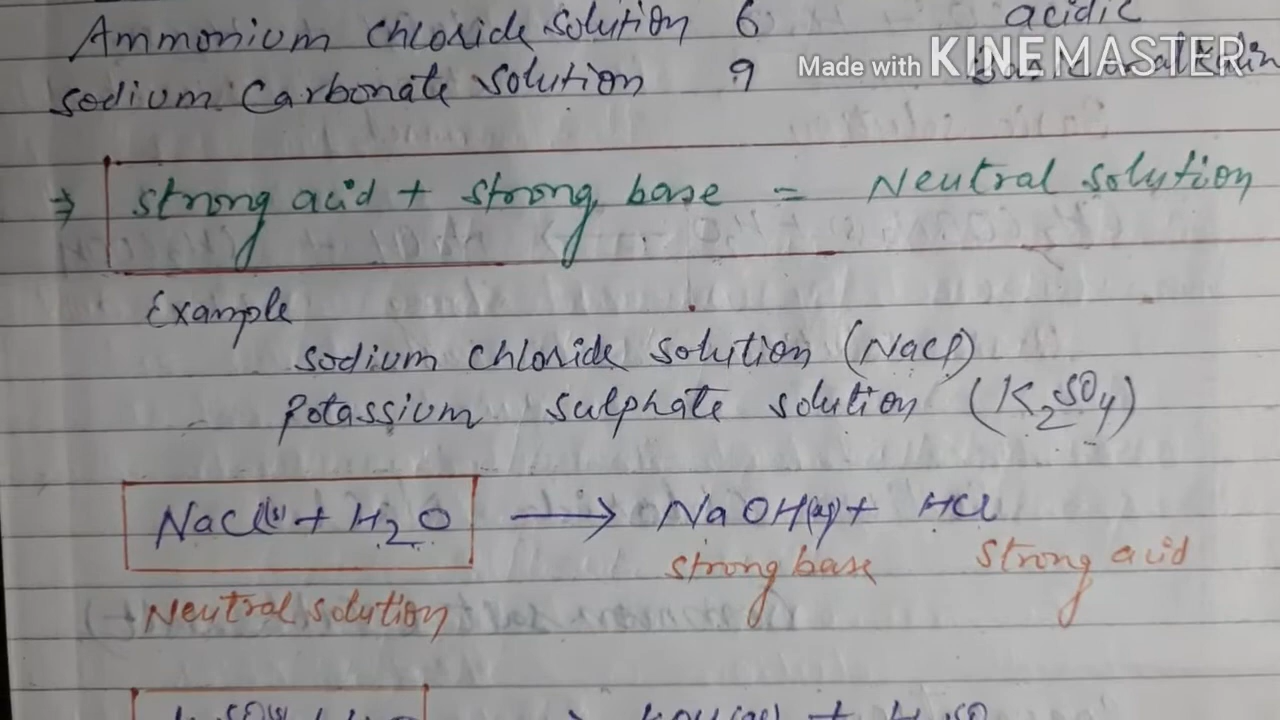 Ammonium Chloride solution 6 acidic
sodium Carbonate solution 9
Made with KINEMASTER
⇒ strong acid + strong base = Neutral solution
Example
sodium chloride solution (NaCl)
potassium sulphate solution (K2SO4)
NaCl(s) + H2O → NaOH(aq) + HCl
strong base strong acid
Neutral solution